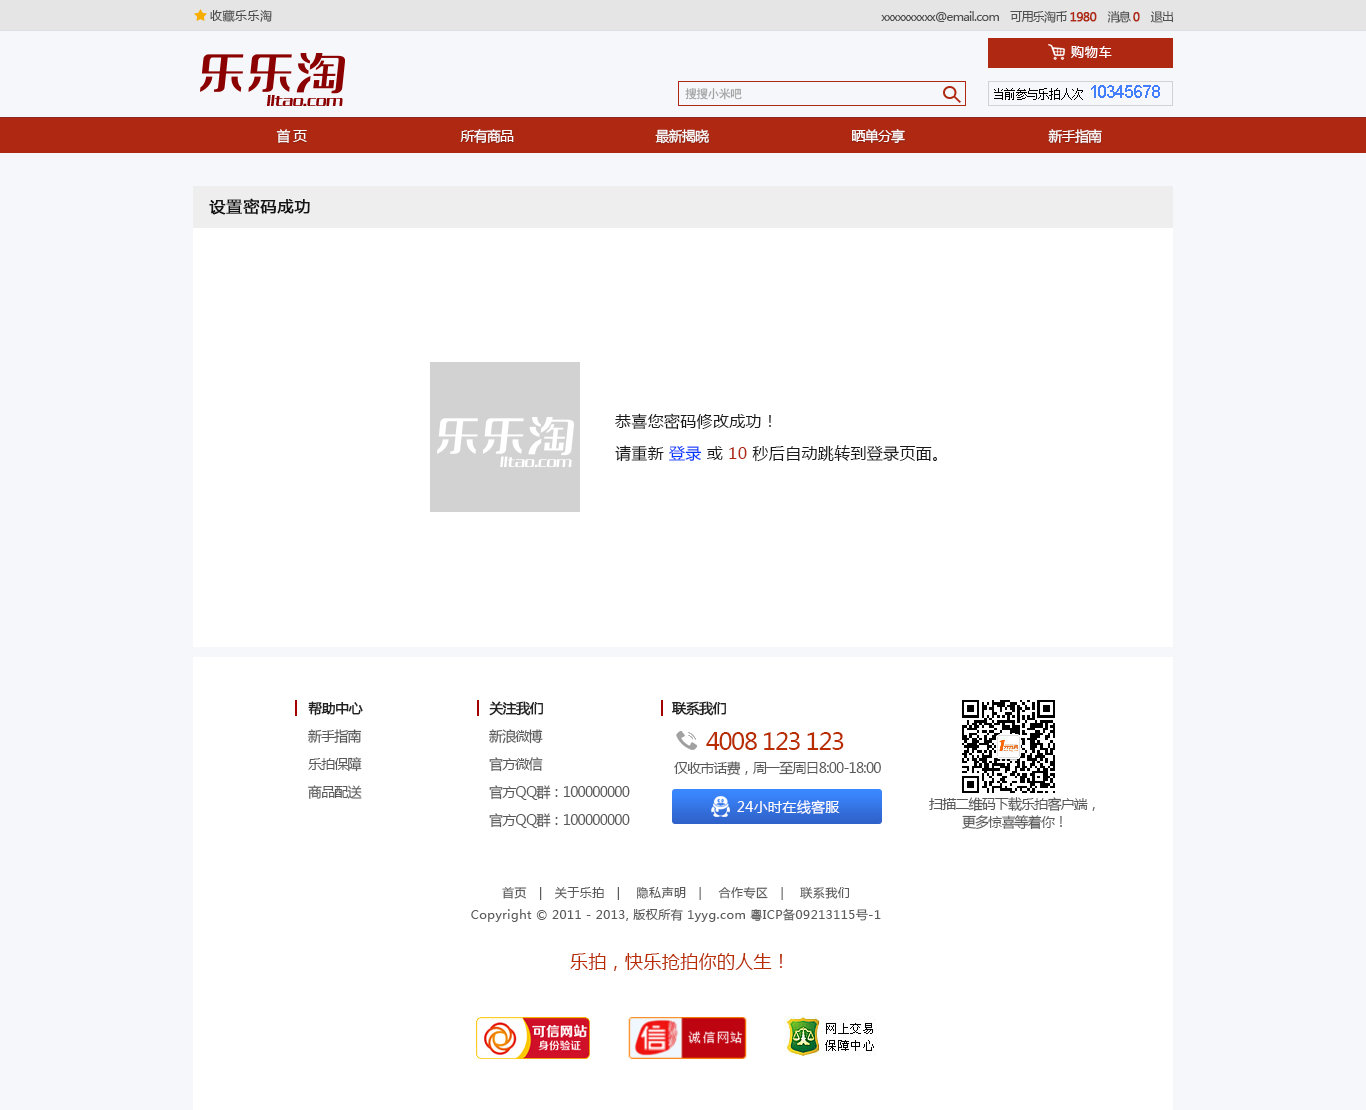 收藏乐乐淘
xxxxxxxxxx@email.com 可用乐淘币 1980 消息 0 退出
乐乐淘
lltao.com
购物车
搜搜小米吧
当前参与乐拍人次 10345678
首 页 所有商品 最新揭晓 晒单分享 新手指南
设置密码成功
乐乐淘
lltao.com
恭喜您密码修改成功！
请重新 登录 或 10 秒后自动跳转到登录页面。
帮助中心
新手指南
乐拍保障
商品配送
关注我们
新浪微博
官方微信
官方QQ群：100000000
官方QQ群：100000000
联系我们
4008 123 123
仅收市话费，周一至周日8:00-18:00
24小时在线客服
扫描二维码下载乐拍客户端，
更多惊喜等着你！
首页 | 关于乐拍 | 隐私声明 | 合作专区 | 联系我们
Copyright © 2011 - 2013, 版权所有 1yyg.com 粤ICP备09213115号-1
乐拍，快乐抢拍你的人生！
可信网站
身份验证
信 诚信网站
网上交易
保障中心